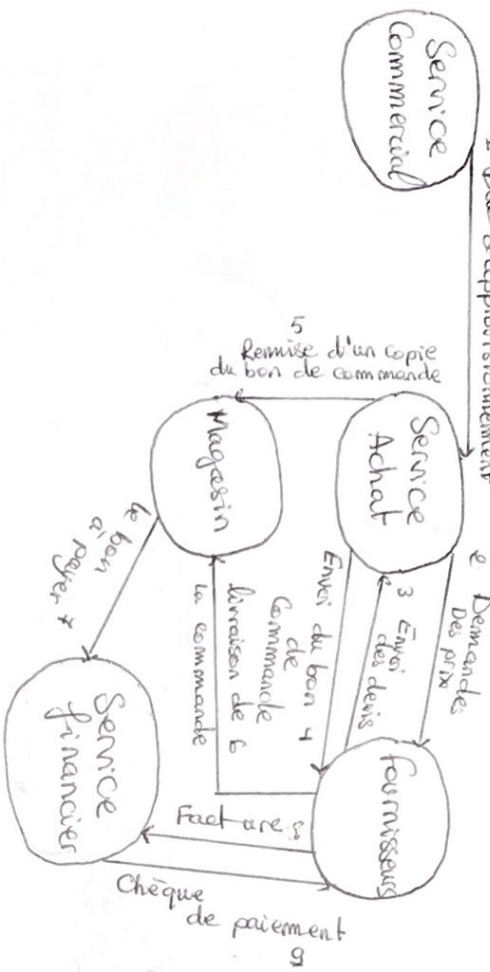 Service
Commercial
d'approvisionnement
Service
Achat
2 Demandes
Des prix
3 Envoi
des devis
Envoi du bon 4
de
Commande
fournisseurs
5
Remise d'un copie
du bon de commande
Magasin
livraison de 6
la commande
le bon
à
payer
Service
financier
Facture
Chèque
de paiement
9